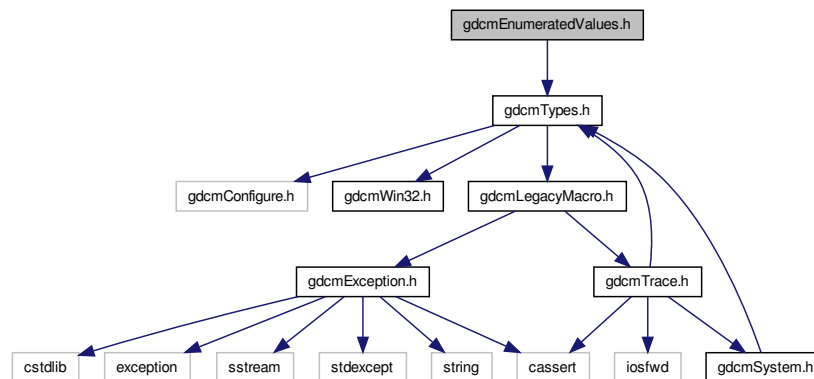 gdcmEnumeratedValues.h
gdcmTypes.h
gdcmConfigure.h
gdcmWin32.h
gdcmLegacyMacro.h
gdcmException.h
gdcmTrace.h
cstdlib
exception
sstream
stdexcept
string
cassert
iosfwd
gdcmSystem.h